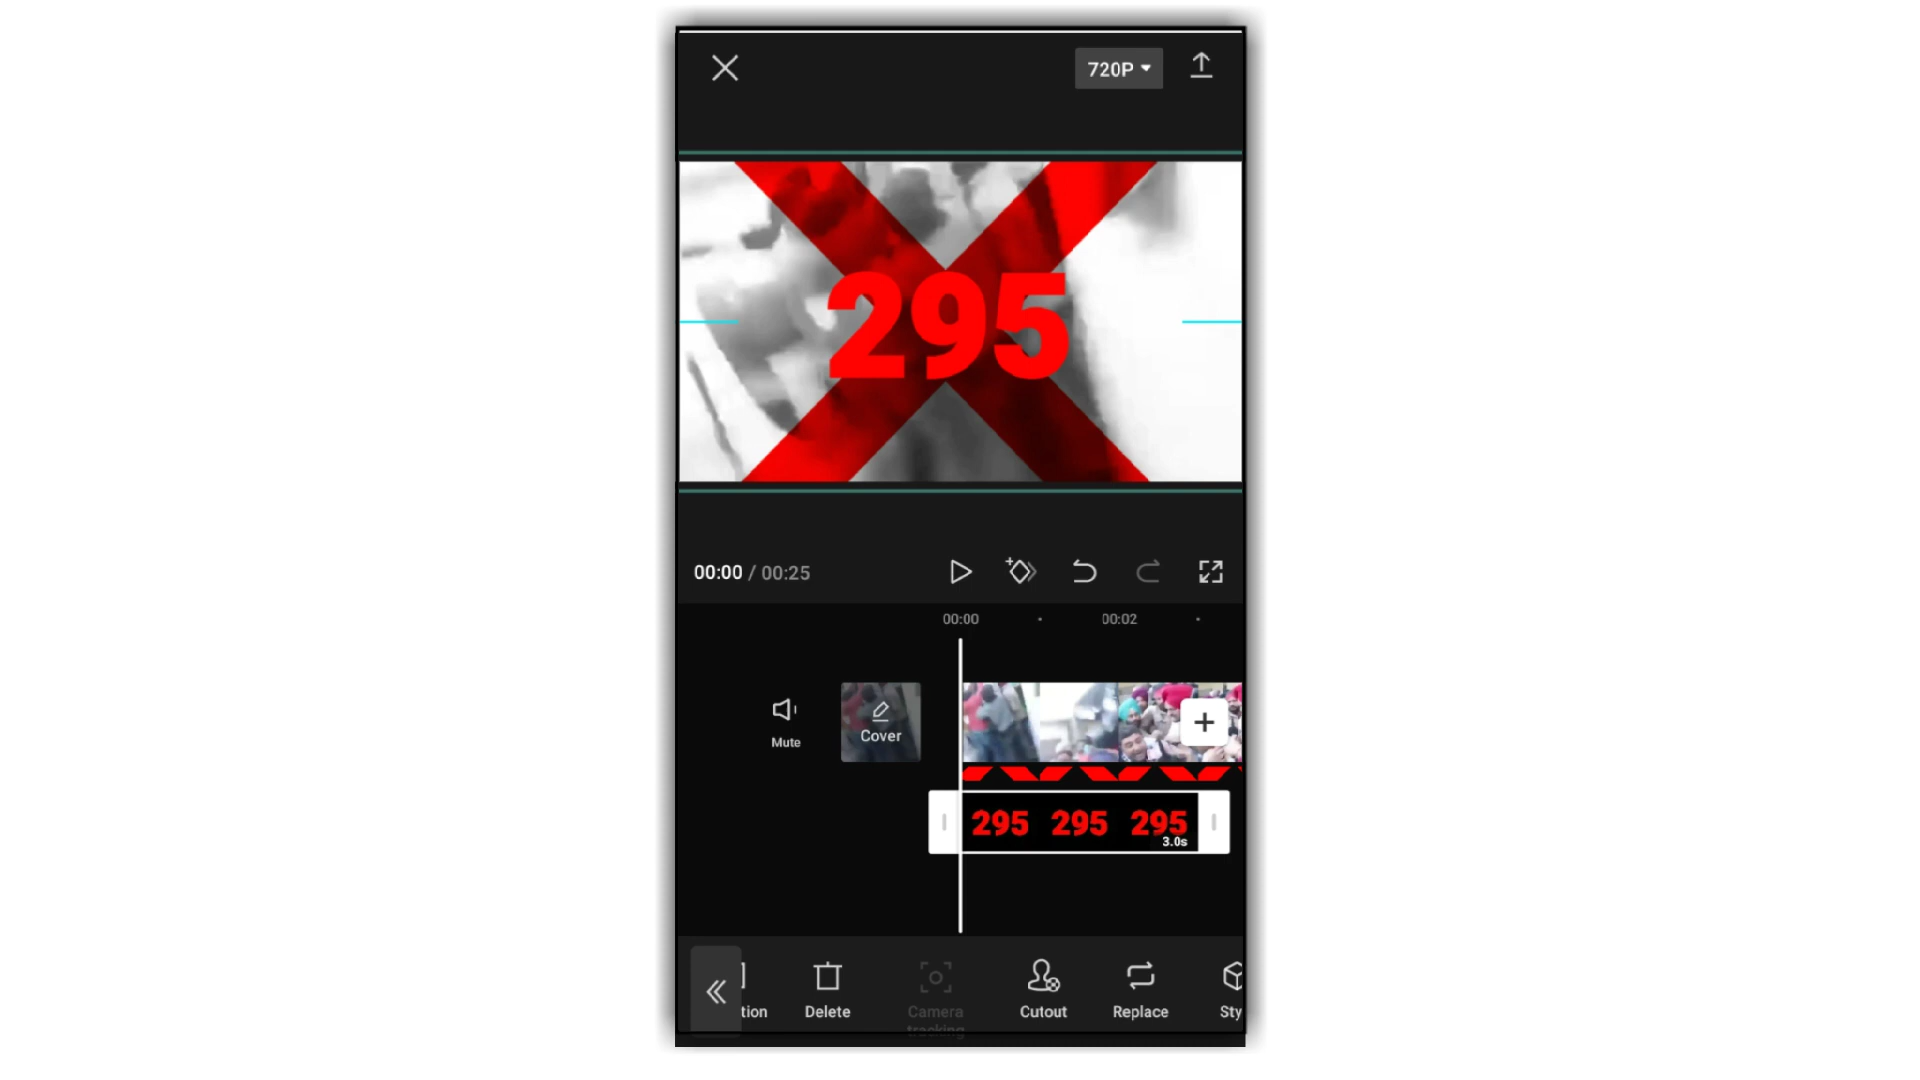 720P
295
00:00 / 00:25
00:00 00:02
Mute
Cover
295 295 295
3.0s
tion Delete Camera tracking Cutout Replace Sty